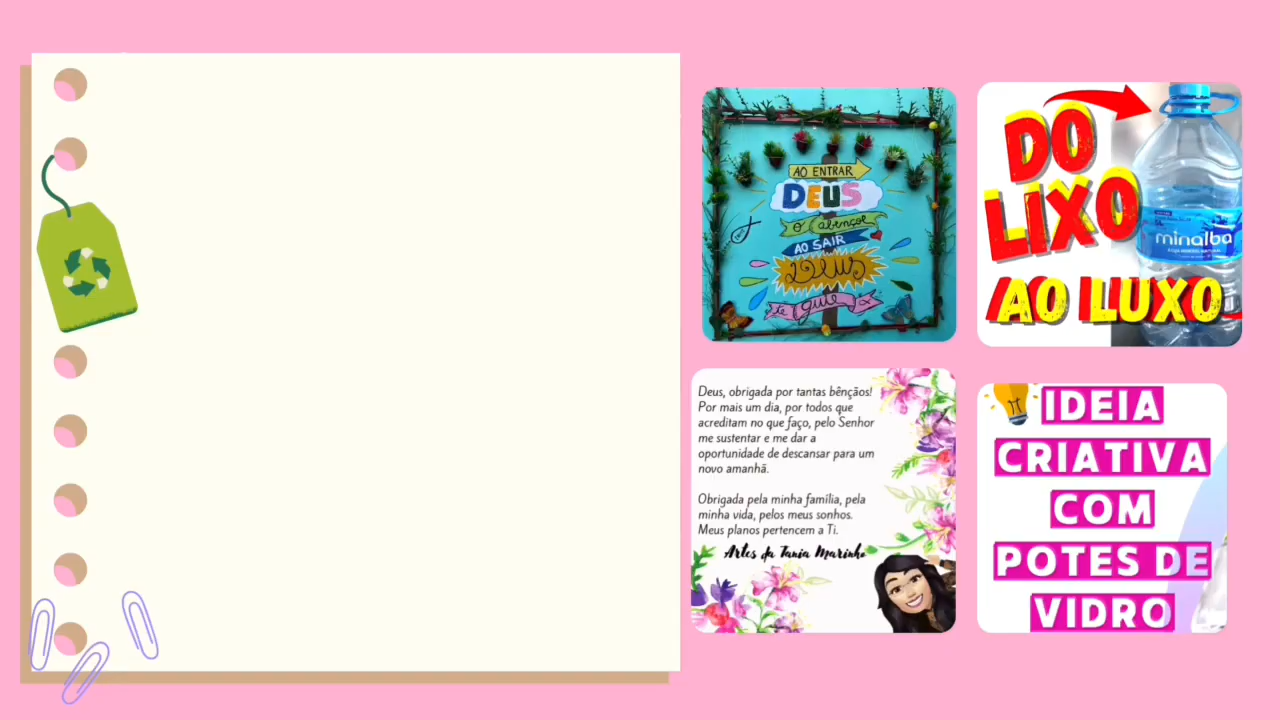 AO ENTRAR
DEUS
O abençoe
AO SAIR
DEUS
te guie
DO
LIXO
AO LUXO
minalba
Deus, obrigada por tantas bênçãos!
Por mais um dia, por todos que
acreditam no que faço, pelo Senhor
me sustentar e me dar a
oportunidade de descansar para um
novo amanhã.
Obrigada pela minha família, pela
minha vida, pelos meus sonhos.
Meus planos pertencem a Ti.
Artes da Tania Marinho
IDEIA
CRIATIVA
COM
POTES DE
VIDRO